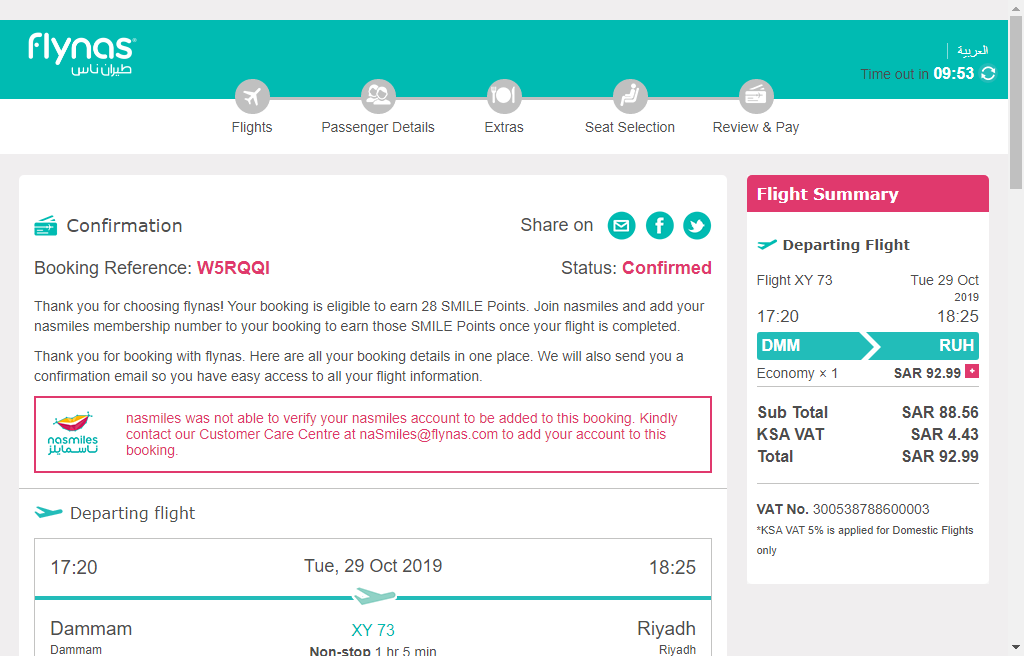 flynas
طيران ناس
العربية
Time out in 09:53
Flights
Passenger Details
Extras
Seat Selection
Review & Pay
Confirmation
Share on
Booking Reference: W5RQQI
Status: Confirmed
Thank you for choosing flynas! Your booking is eligible to earn 28 SMILE Points. Join nasmiles and add your
nasmiles membership number to your booking to earn those SMILE Points once your flight is completed.
Thank you for booking with flynas. Here are all your booking details in one place. We will also send you a
confirmation email so you have easy access to all your flight information.
nasmiles
ناسمايلز
nasmiles was not able to verify your nasmiles account to be added to this booking. Kindly
contact our Customer Care Centre at naSmiles@flynas.com to add your account to this
booking.
Departing flight
17:20
Tue, 29 Oct 2019
18:25
Dammam
XY 73
Riyadh
Dammam
Non-stop 1 hr 5 min
Riyadh
Flight Summary
Departing Flight
Flight XY 73
Tue 29 Oct
2019
17:20
18:25
DMM
RUH
Economy × 1
SAR 92.99 +
Sub Total
SAR 88.56
KSA VAT
SAR 4.43
Total
SAR 92.99
VAT No. 300538788600003
*KSA VAT 5% is applied for Domestic Flights
only